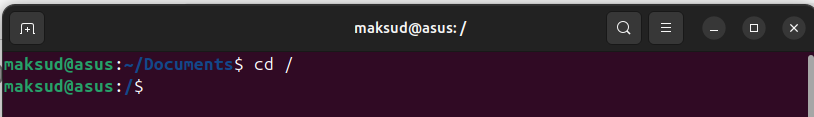 maksud@asus: /
maksud@asus:~/Documents$ cd /
maksud@asus:/$